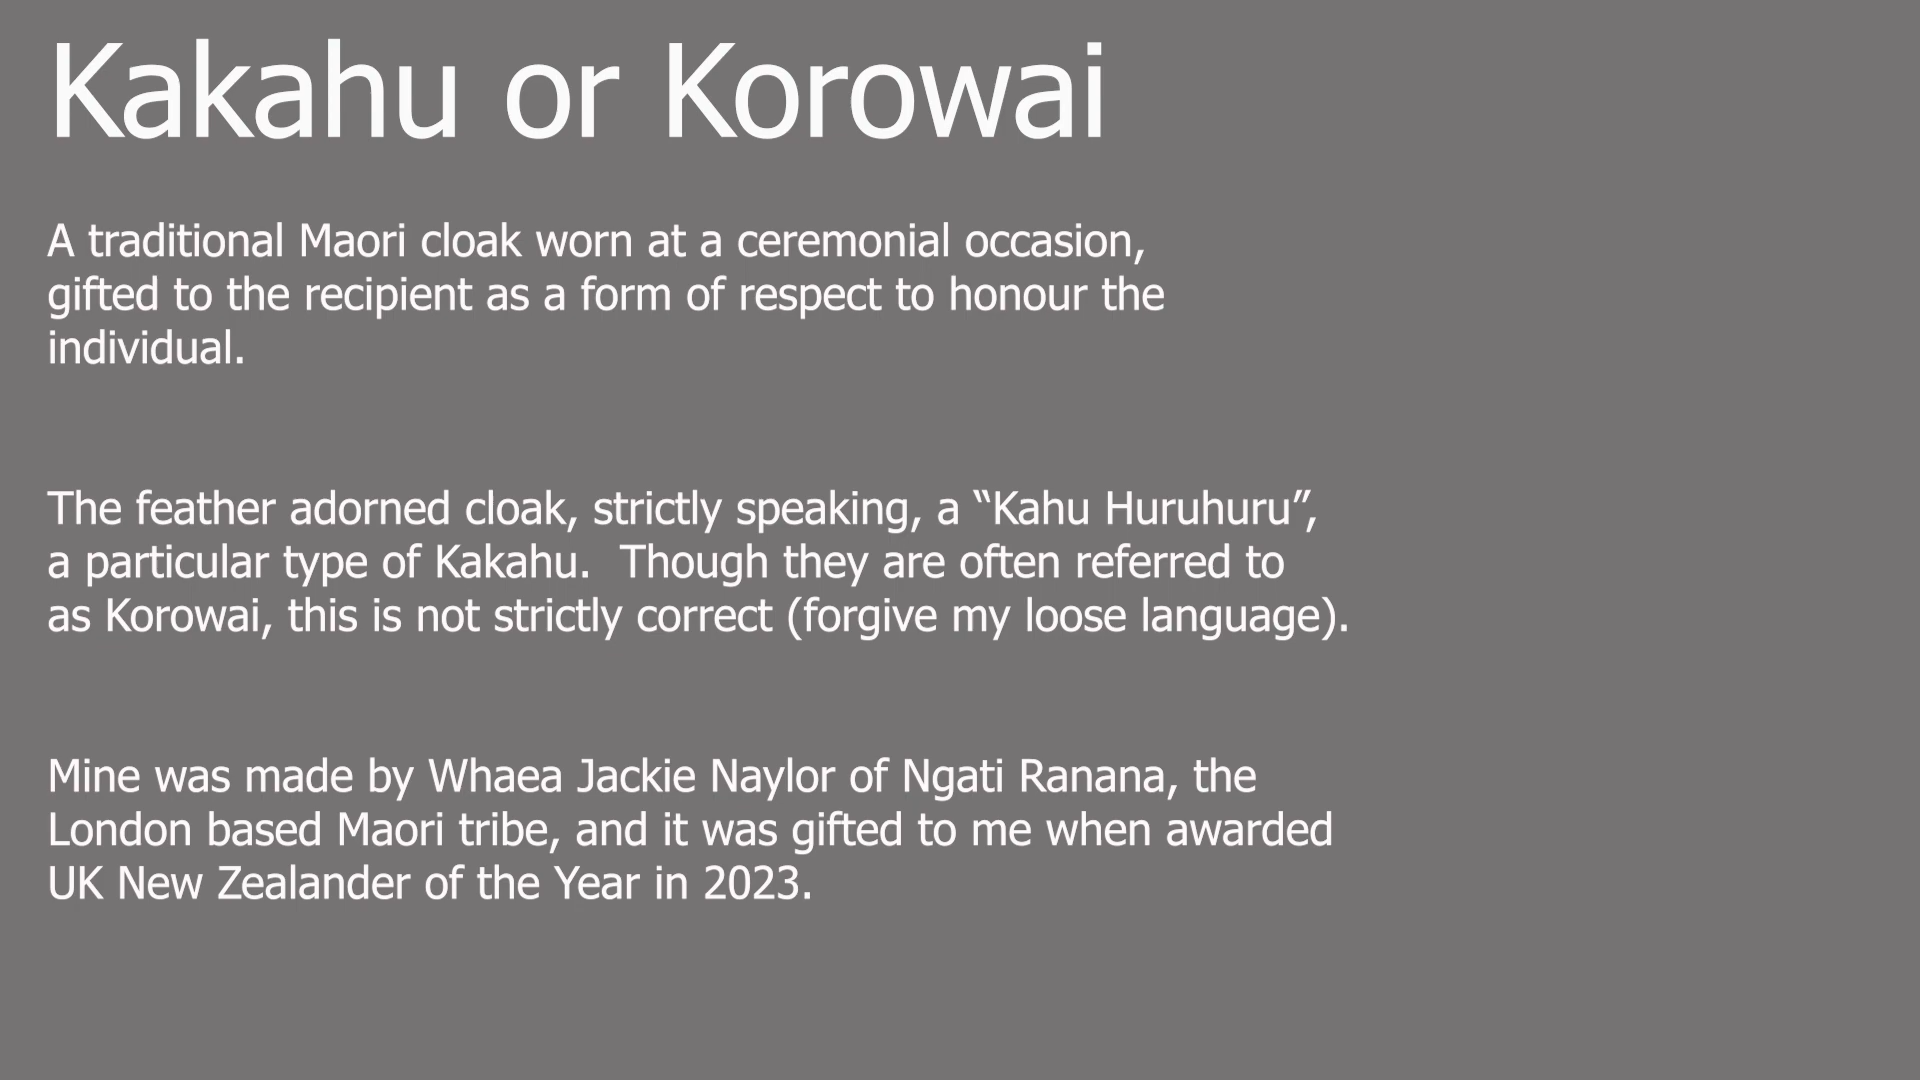 Kakahu or Korowai
A traditional Maori cloak worn at a ceremonial occasion,
gifted to the recipient as a form of respect to honour the
individual.
The feather adorned cloak, strictly speaking, a “Kahu Huruhuru”,
a particular type of Kakahu.  Though they are often referred to
as Korowai, this is not strictly correct (forgive my loose language).
Mine was made by Whaea Jackie Naylor of Ngati Ranana, the
London based Maori tribe, and it was gifted to me when awarded
UK New Zealander of the Year in 2023.